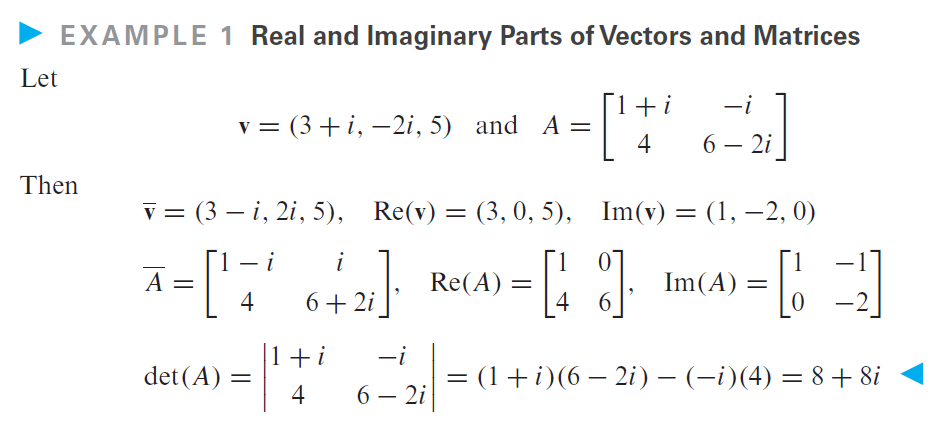 ▶ EXAMPLE 1 Real and Imaginary Parts of Vectors and Matrices
Let
v = (3 + i, −2i, 5) and A = [1 + i −i; 4 6 − 2i]
Then
v̅ = (3 − i, 2i, 5), Re(v) = (3, 0, 5), Im(v) = (1, −2, 0)
A̅ = [1 − i i; 4 6 + 2i], Re(A) = [1 0; 4 6], Im(A) = [1 −1; 0 −2]
det(A) = |1 + i −i; 4 6 − 2i| = (1 + i)(6 − 2i) − (−i)(4) = 8 + 8i ◀